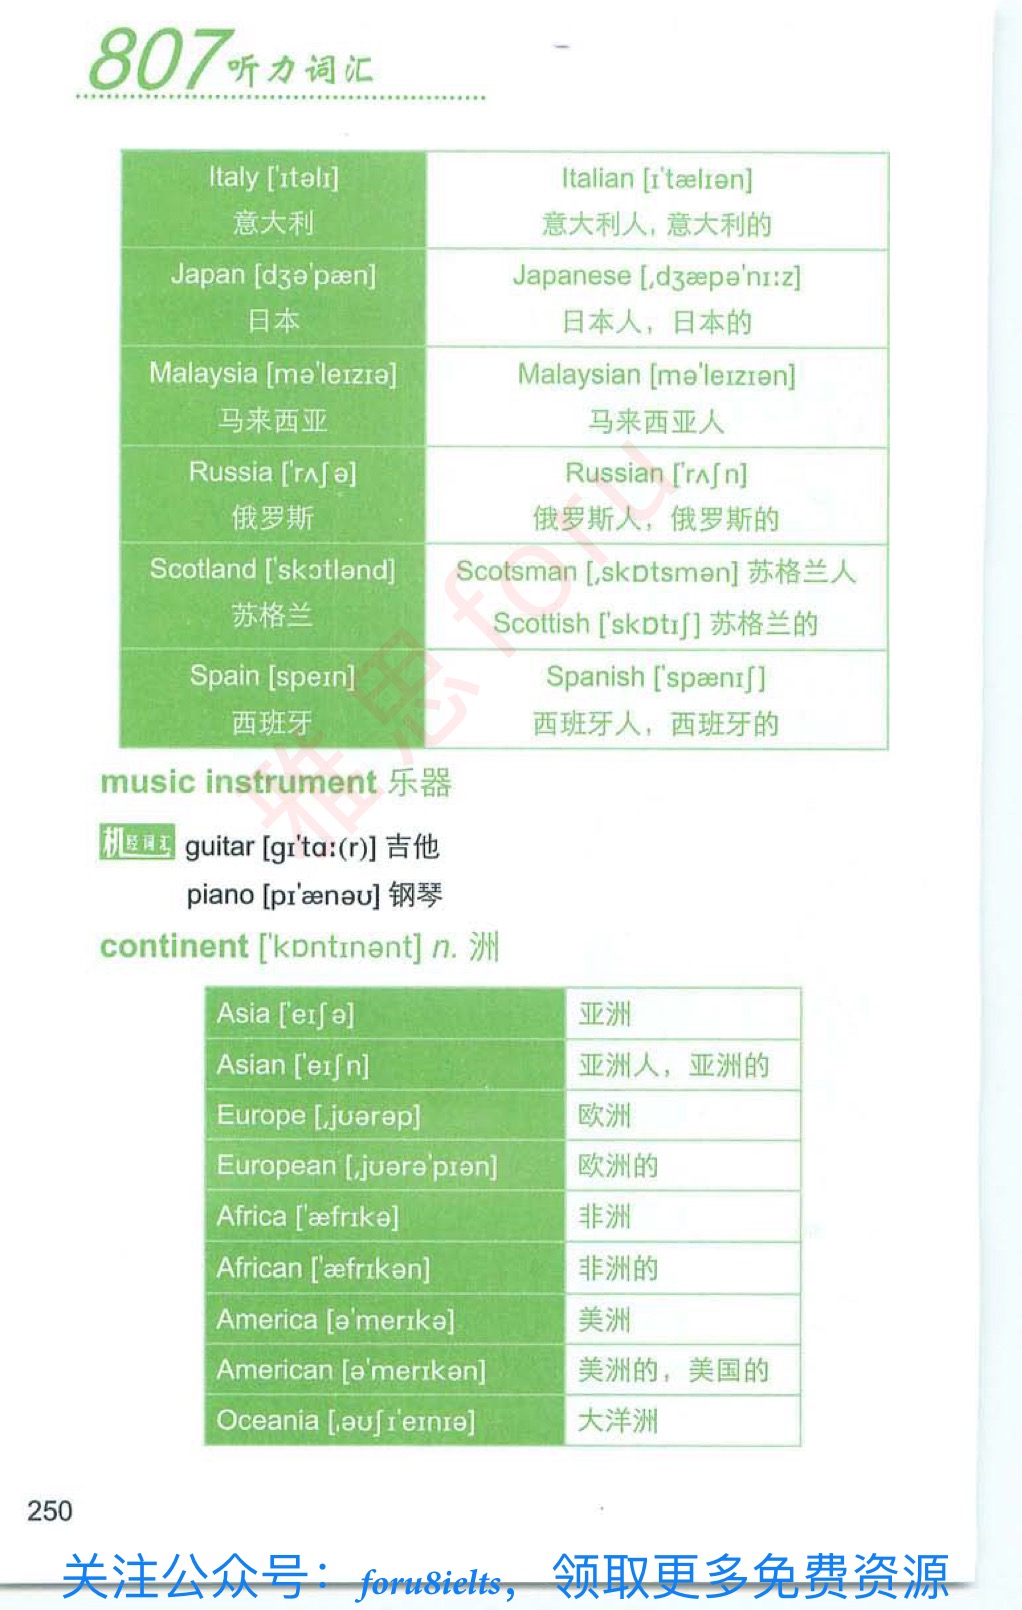 807听力词汇
Italy ['ɪtəlɪ]
意大利
Italian [ɪ'tælɪən]
意大利人, 意大利的
Japan [dʒə'pæn]
日本
Japanese [ˌdʒæpə'nɪːz]
日本人，日本的
Malaysia [mə'leɪzɪə]
马来西亚
Malaysian [mə'leɪzɪən]
马来西亚人
Russia ['rʌʃə]
俄罗斯
Russian ['rʌʃn]
俄罗斯人，俄罗斯的
Scotland ['skɔtlənd]
苏格兰
Scotsman [ˌskɒtsmən] 苏格兰人
Scottish ['skɒtɪʃ] 苏格兰的
Spain [speɪn]
西班牙
Spanish ['spænɪʃ]
西班牙人，西班牙的
music instrument 乐器
机经词汇 guitar [gɪ'tɑː(r)] 吉他
piano [pɪ'ænəʊ] 钢琴
continent ['kɒntɪnənt] n. 洲
Asia ['eɪʃə] 亚洲
Asian ['eɪʃn] 亚洲人，亚洲的
Europe [ˌjʊərəp] 欧洲
European [ˌjʊərə'pɪən] 欧洲的
Africa ['æfrɪkə] 非洲
African ['æfrɪkən] 非洲的
America [ə'merɪkə] 美洲
American [ə'merɪkən] 美洲的，美国的
Oceania [ˌəʊʃɪ'eɪnɪə] 大洋洲
雅思 foru
250
关注公众号：foru8ielts，领取更多免费资源